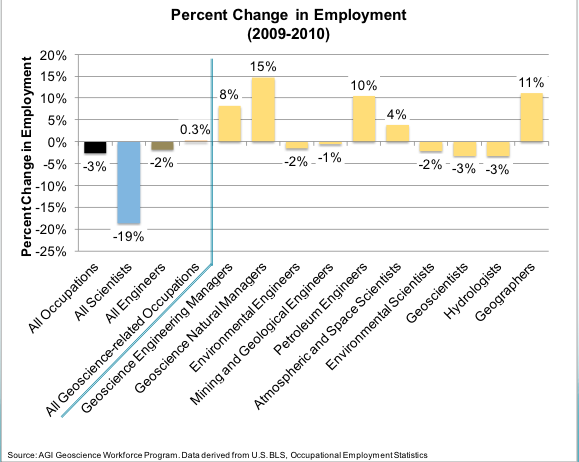 Percent Change in Employment
(2009-2010)
Percent Change in Employment
20%
15%
10%
5%
0%
-5%
-10%
-15%
-20%
-25%
-3%
-19%
-2%
0.3%
8%
15%
-2%
-1%
10%
4%
-2%
-3%
-3%
11%
All Occupations
All Scientists
All Engineers
All Geoscience-related Occupations
Geoscience Engineering Managers
Geoscience Natural Managers
Environmental Engineers
Mining and Geological Engineers
Petroleum Engineers
Atmospheric and Space Scientists
Environmental Scientists
Geoscientists
Hydrologists
Geographers
Source: AGI Geoscience Workforce Program. Data derived from U.S. BLS, Occupational Employment Statistics